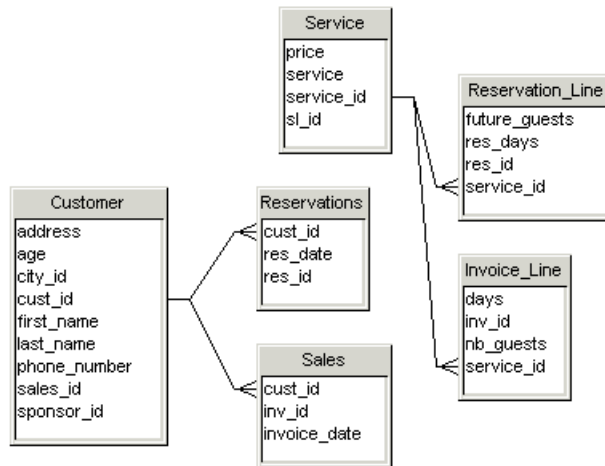 Service
price
service
service_id
sl_id
Reservation_Line
future_guests
res_days
res_id
service_id
Customer
address
age
city_id
cust_id
first_name
last_name
phone_number
sales_id
sponsor_id
Reservations
cust_id
res_date
res_id
Invoice_Line
days
inv_id
nb_guests
service_id
Sales
cust_id
inv_id
invoice_date